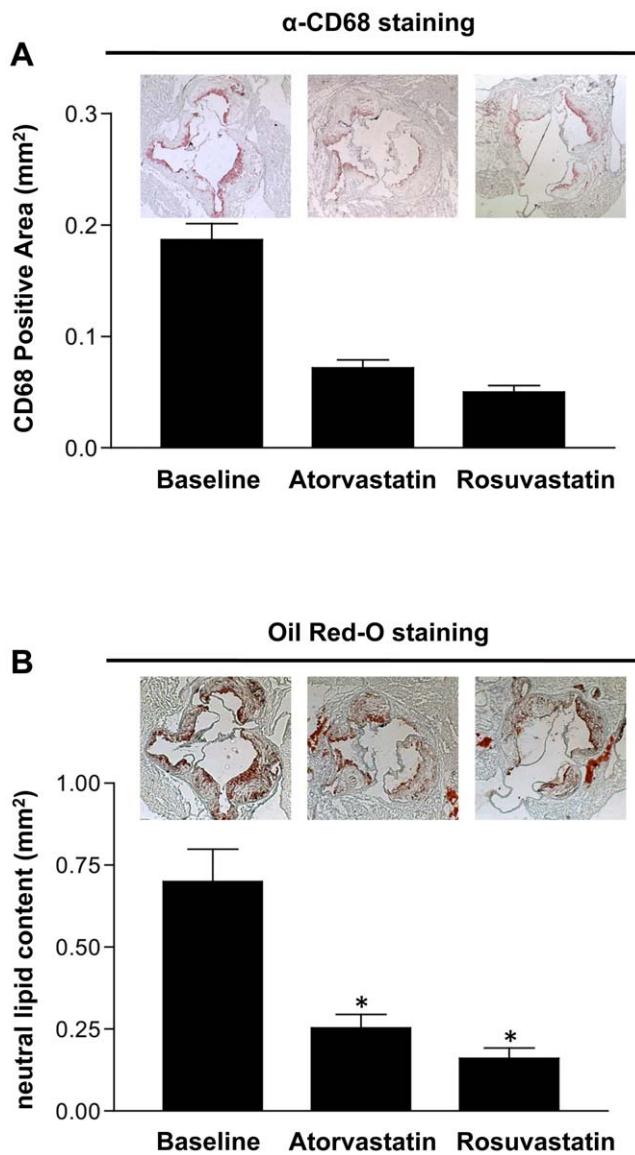 α-CD68 staining
A
CD68 Positive Area (mm²)
0.3
0.2
0.1
0.0
Baseline Atorvastatin Rosuvastatin
Oil Red-O staining
B
neutral lipid content (mm²)
1.00
0.75
0.50
0.25
0.00
* *
Baseline Atorvastatin Rosuvastatin